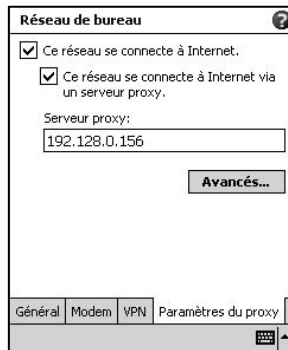 Réseau de bureau ?
Ce réseau se connecte à Internet.
Ce réseau se connecte à Internet via
un serveur proxy.
Serveur proxy:
192.128.0.156
Avancés...
Général Modem VPN Paramètres du proxy